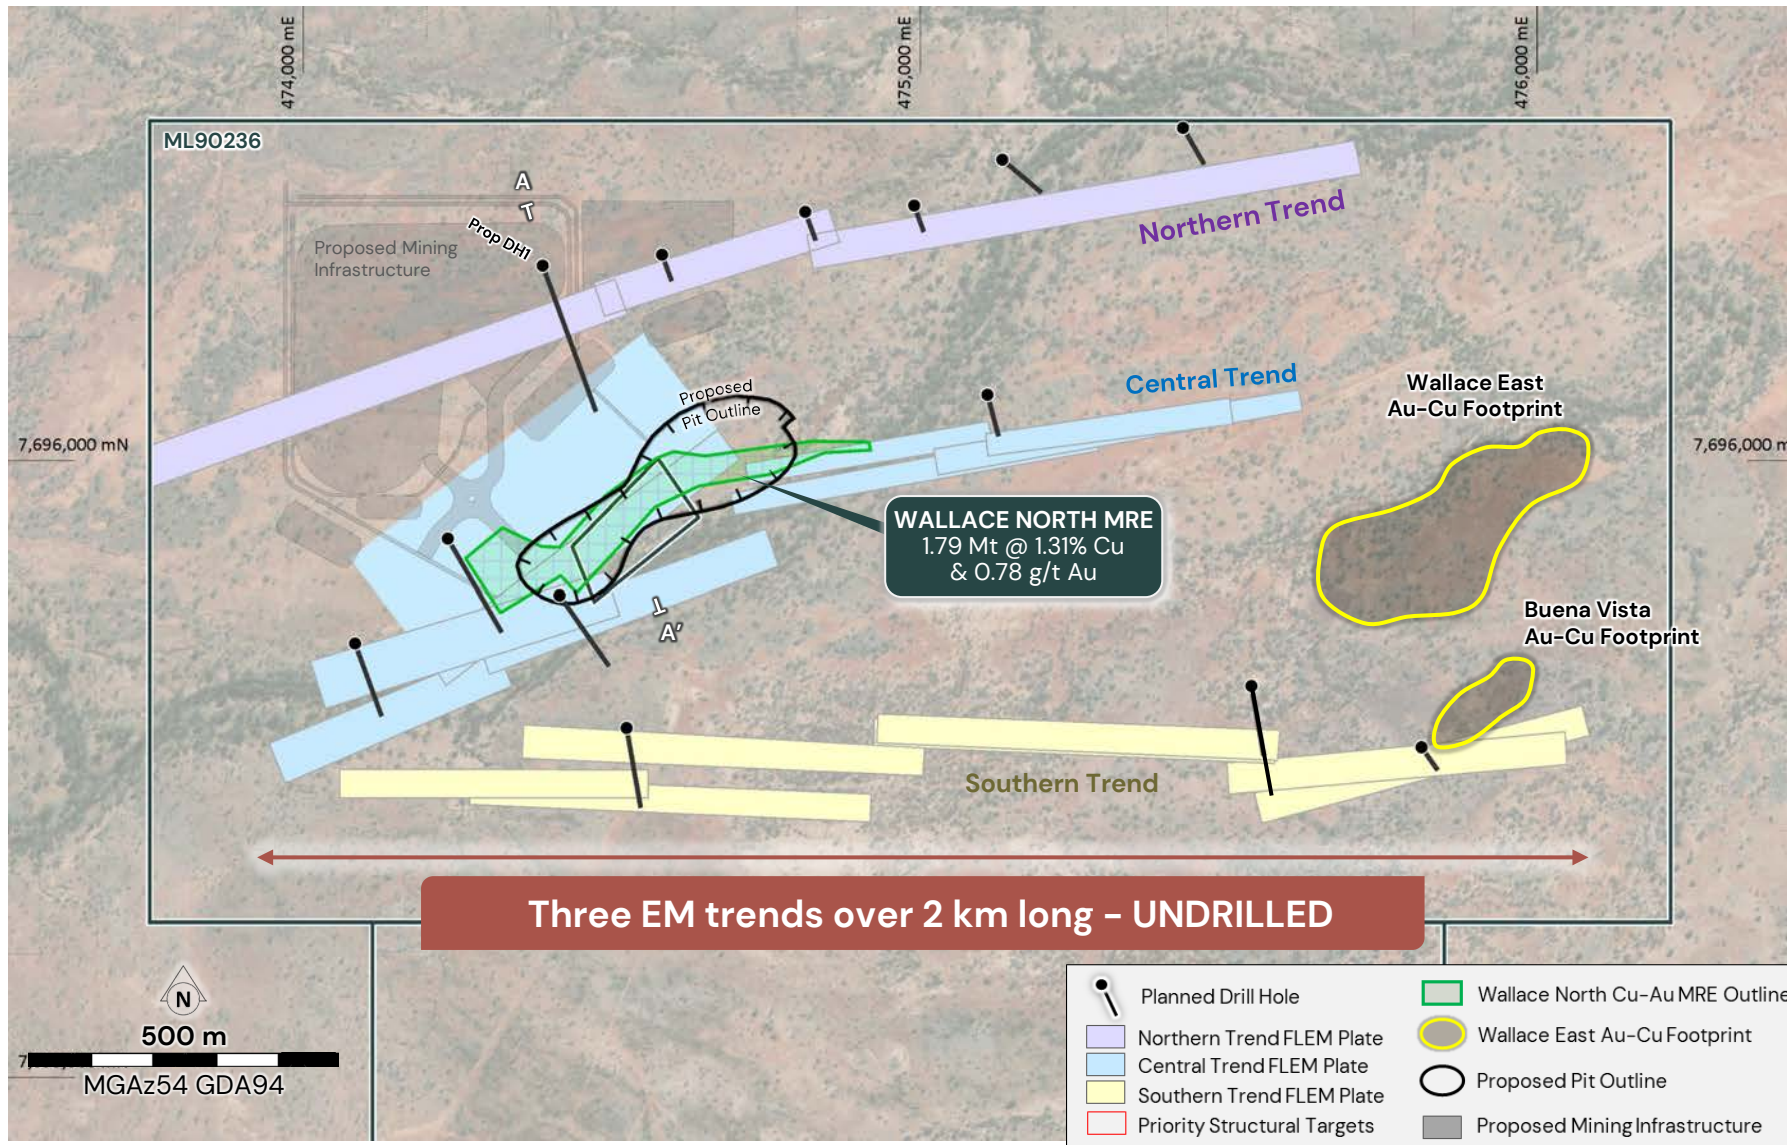 474,000 mE
475,000 mE
476,000 mE
ML90236
A
Prop DH1
Proposed Mining
Infrastructure
Northern Trend
Proposed
Pit Outline
Central Trend
Wallace East
Au-Cu Footprint
7,696,000 mN
7,696,000 m
WALLACE NORTH MRE
1.79 Mt @ 1.31% Cu
& 0.78 g/t Au
Buena Vista
Au-Cu Footprint
A'
Southern Trend
Three EM trends over 2 km long - UNDRILLED
N
500 m
MGAz54 GDA94
Planned Drill Hole
Northern Trend FLEM Plate
Central Trend FLEM Plate
Southern Trend FLEM Plate
Priority Structural Targets
Wallace North Cu-Au MRE Outline
Wallace East Au-Cu Footprint
Proposed Pit Outline
Proposed Mining Infrastructure